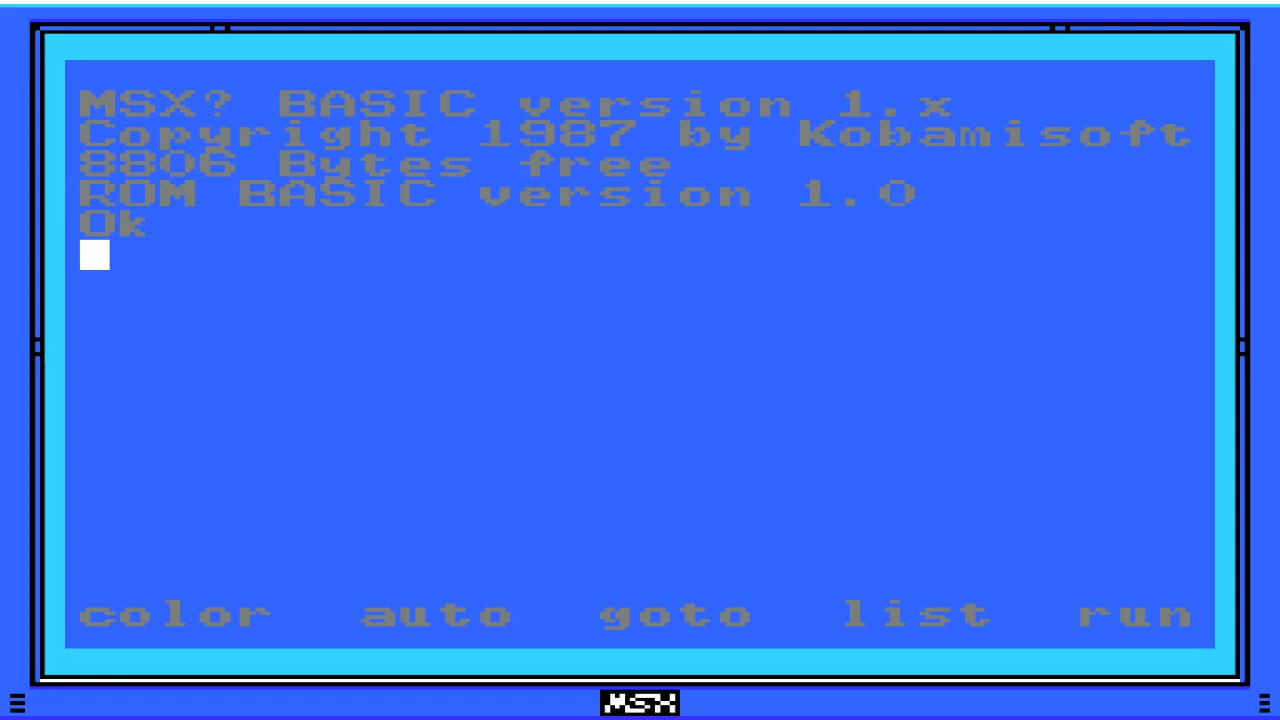 MSX? BASIC version 1.x
Copyright 1987 by Kobamisoft
8806 Bytes free
ROM BASIC version 1.0
Ok
color auto goto list run
MSX